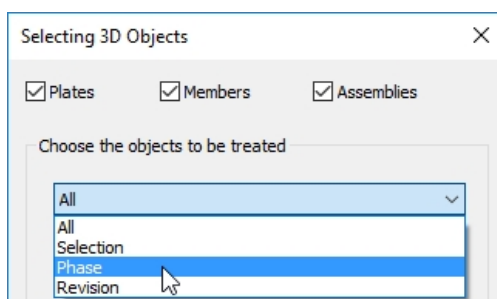 Selecting 3D Objects
Plates Members Assemblies
Choose the objects to be treated
All
All
Selection
Phase
Revision